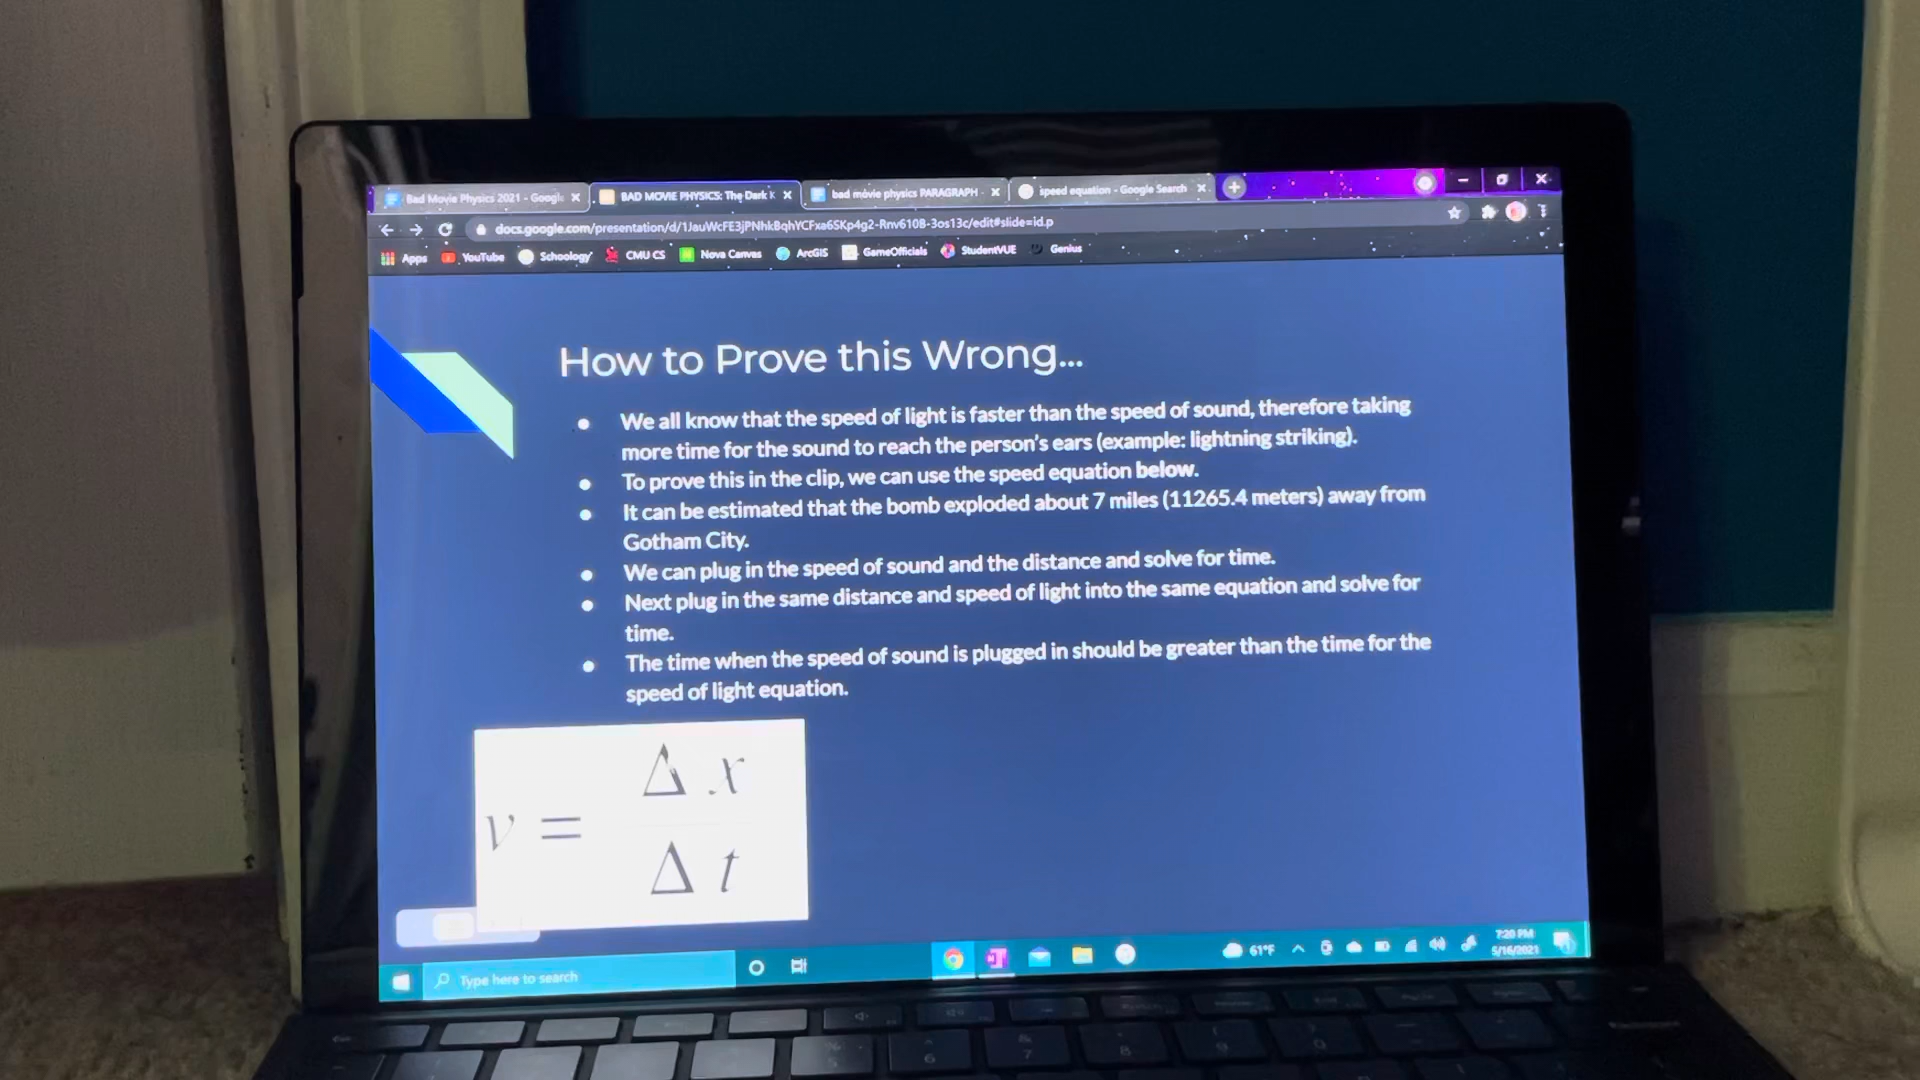 Bad Movie Physics 2021 - Googl
BAD MOVIE PHYSICS: The Dark K
bad movie physics PARAGRAPH -
speed equation - Google Search
docs.google.com/presentation/d/1JauWcFE3jPNhkBqhYCFxa6SKp4g2-Rnv610B-3os13c/edit#slide=id.p
Apps YouTube Schoology CMU CS Nova Canvas ArcGIS GameOfficials StudentVUE Genius
How to Prove this Wrong...
● We all know that the speed of light is faster than the speed of sound, therefore taking
more time for the sound to reach the person's ears (example: lightning striking).
● To prove this in the clip, we can use the speed equation below.
● It can be estimated that the bomb exploded about 7 miles (11265.4 meters) away from
Gotham City.
● We can plug in the speed of sound and the distance and solve for time.
● Next plug in the same distance and speed of light into the same equation and solve for
time.
● The time when the speed of sound is plugged in should be greater than the time for the
speed of light equation.
Δ x
v =
Δ t
Type here to search
61°F
7:20 PM
5/16/2021
6
7
8
9